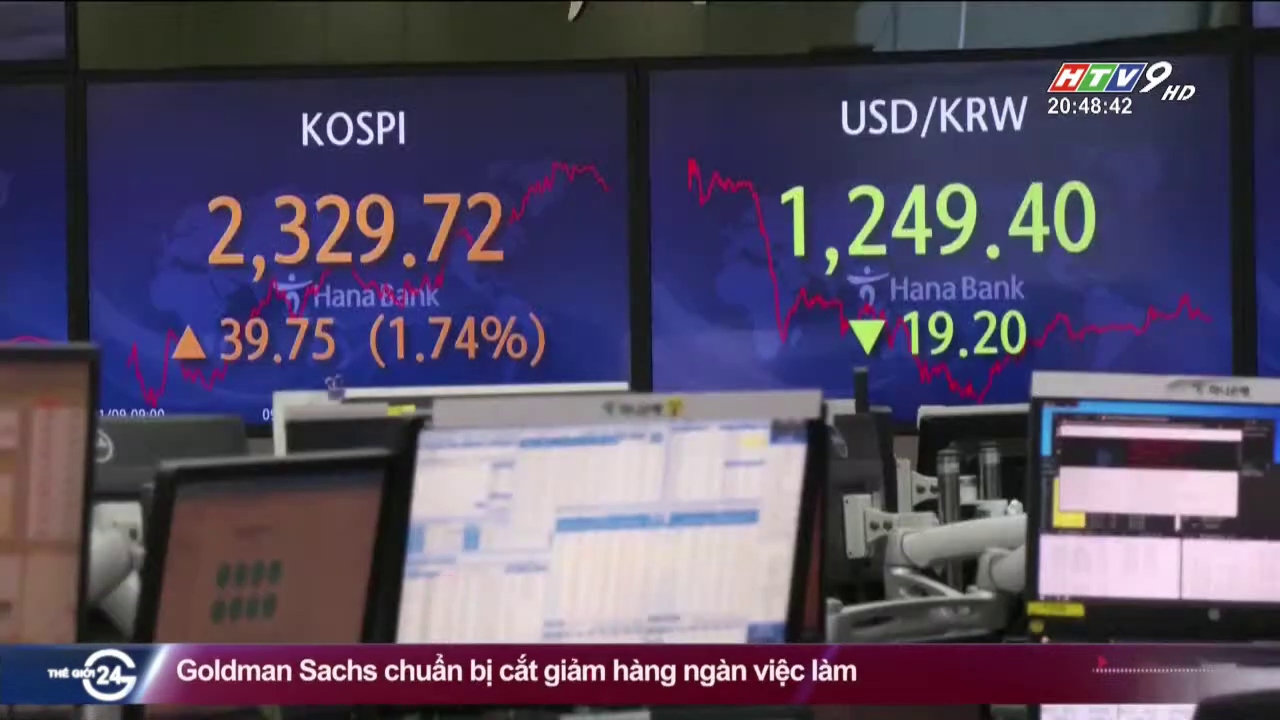 HTV9 HD
20:48:42
KOSPI
2,329.72
Hana Bank
▲ 39.75 (1.74%)
USD/KRW
1,249.40
Hana Bank
▼ 19.20
THẾ GIỚI 24G
Goldman Sachs chuẩn bị cắt giảm hàng ngàn việc làm